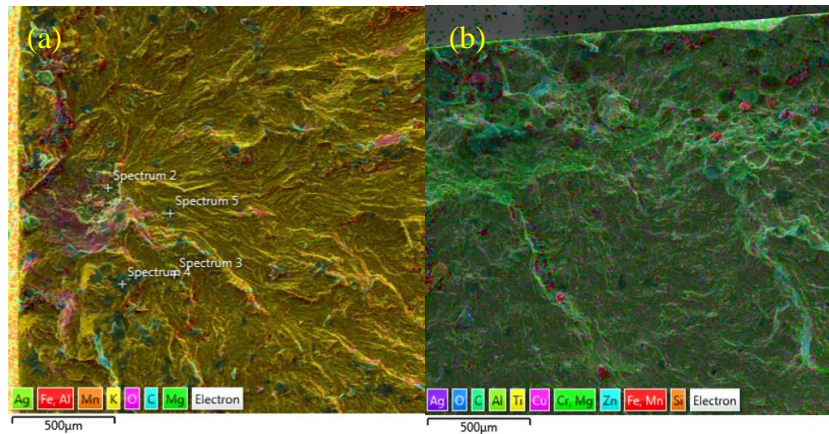 (a)
Spectrum 2
Spectrum 5
Spectrum 3
Spectrum 4
Ag Fe, Al Mn K O C Mg Electron
500µm
(b)
Ag O C Al Ti Cu Cr, Mg Zn Fe, Mn Si Electron
500µm